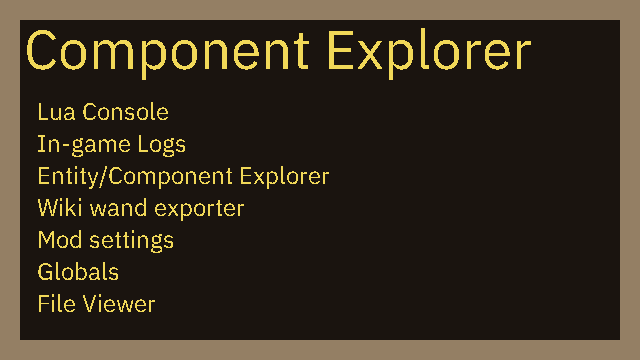 Component Explorer
Lua Console
In-game Logs
Entity/Component Explorer
Wiki wand exporter
Mod settings
Globals
File Viewer